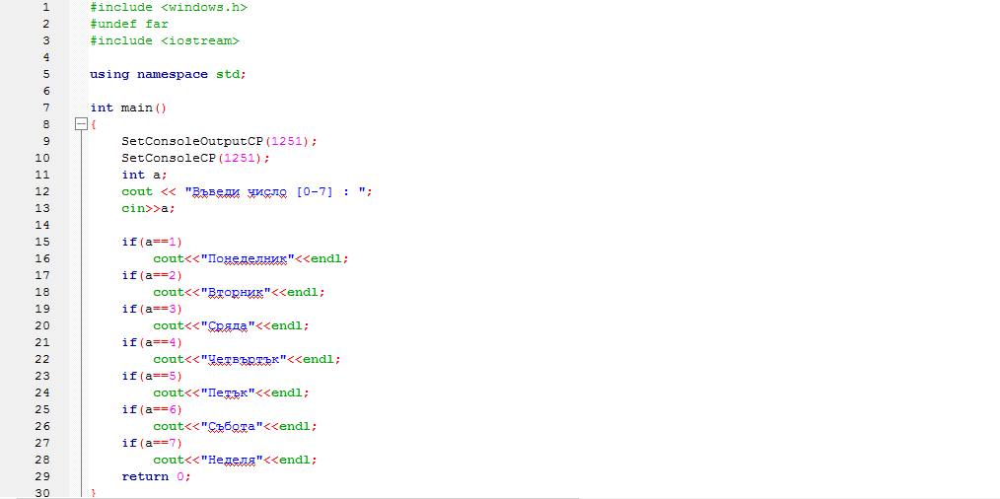 1 #include <windows.h>
2 #undef far
3 #include <iostream>
4
5 using namespace std;
6
7 int main()
8 {
9 SetConsoleOutputCP(1251);
10 SetConsoleCP(1251);
11 int a;
12 cout << "Въведи число [0-7] : ";
13 cin>>a;
14
15 if(a==1)
16 cout<<"Понеделник"<<endl;
17 if(a==2)
18 cout<<"Вторник"<<endl;
19 if(a==3)
20 cout<<"Сряда"<<endl;
21 if(a==4)
22 cout<<"Четвъртък"<<endl;
23 if(a==5)
24 cout<<"Петък"<<endl;
25 if(a==6)
26 cout<<"Събота"<<endl;
27 if(a==7)
28 cout<<"Неделя"<<endl;
29 return 0;
30 }